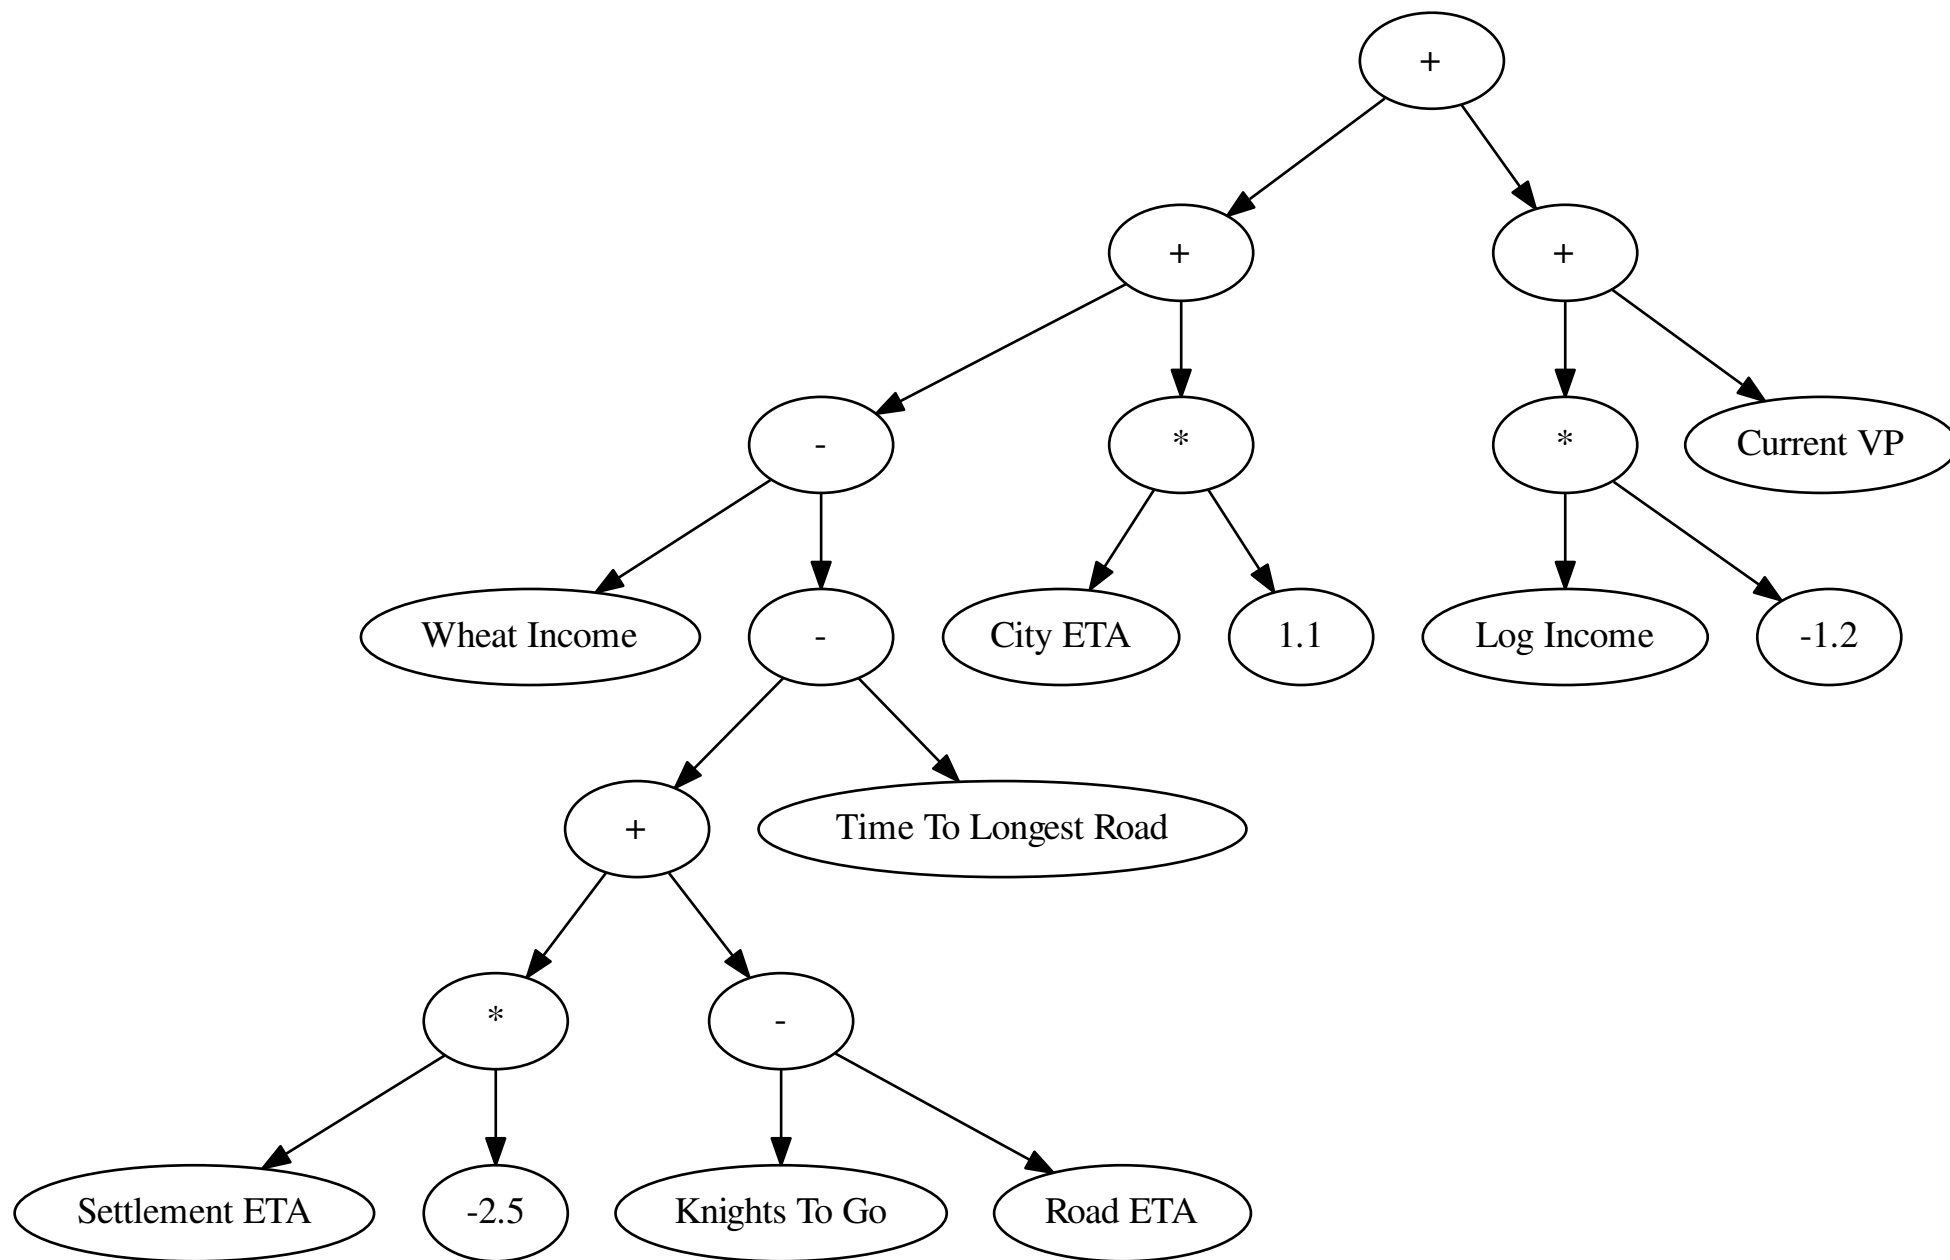 +
+
+
-
*
*
Current VP
Wheat Income
-
City ETA
1.1
Log Income
-1.2
+
Time To Longest Road
*
-
Settlement ETA
-2.5
Knights To Go
Road ETA